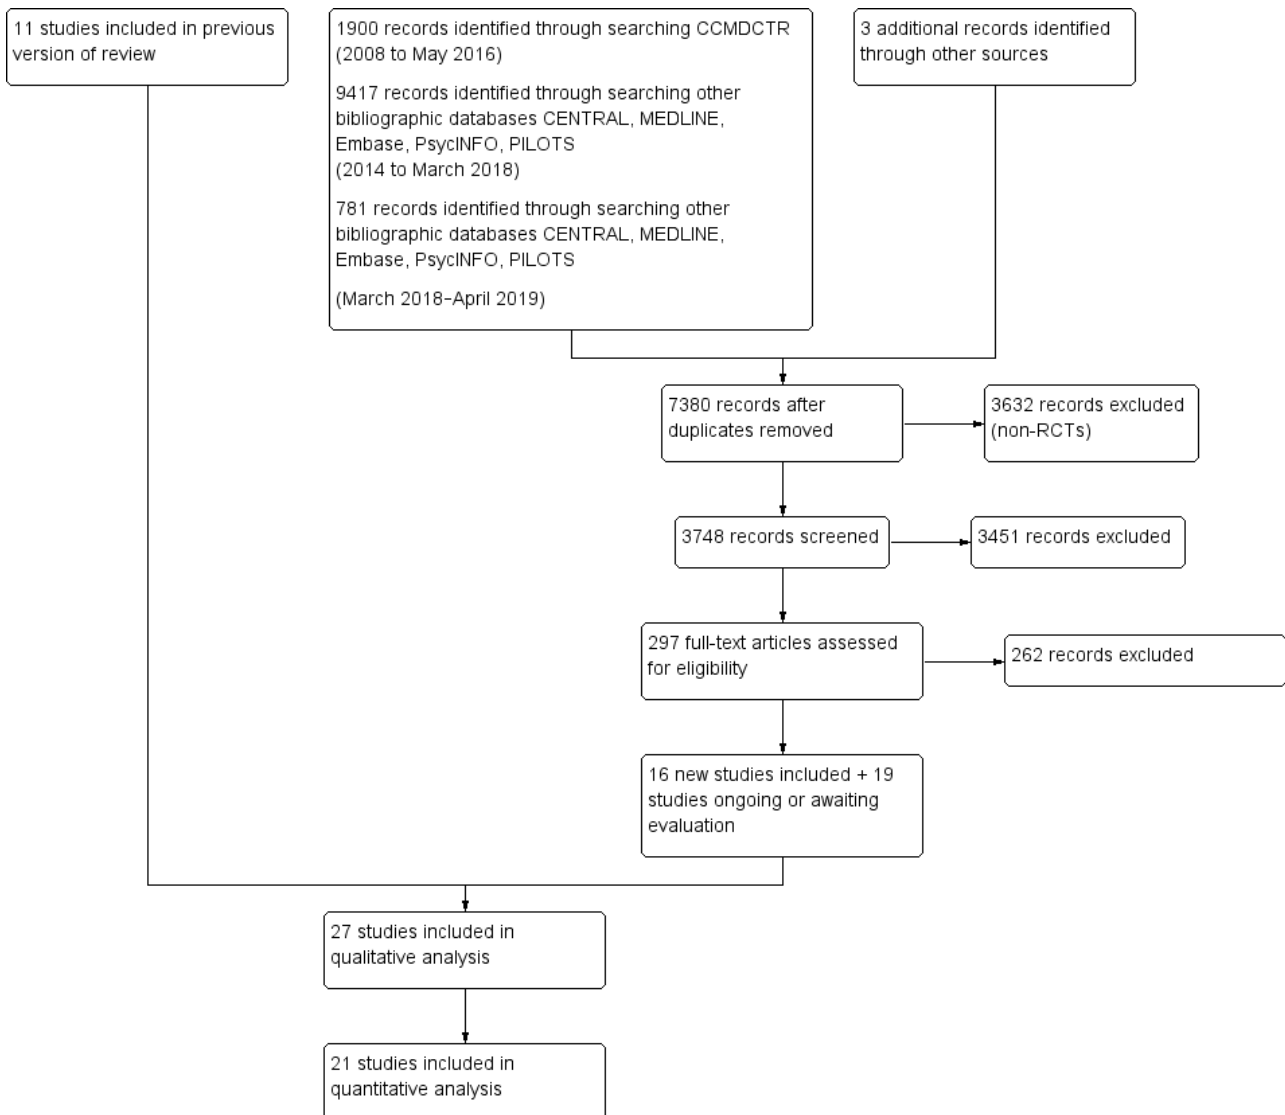 11 studies included in previous
version of review
1900 records identified through searching CCMDCTR
(2008 to May 2016)
9417 records identified through searching other
bibliographic databases CENTRAL, MEDLINE,
Embase, PsycINFO, PILOTS
(2014 to March 2018)
781 records identified through searching other
bibliographic databases CENTRAL, MEDLINE,
Embase, PsycINFO, PILOTS
(March 2018–April 2019)
3 additional records identified
through other sources
7380 records after
duplicates removed
3632 records excluded
(non-RCTs)
3748 records screened
3451 records excluded
297 full-text articles assessed
for eligibility
262 records excluded
16 new studies included + 19
studies ongoing or awaiting
evaluation
27 studies included in
qualitative analysis
21 studies included in
quantitative analysis